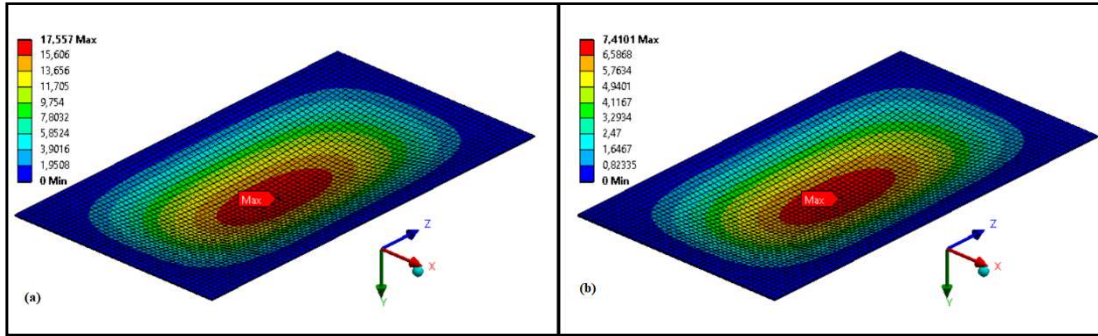 17,557 Max
15,606
13,656
11,705
9,754
7,8032
5,8524
3,9016
1,9508
0 Min
Max
Z
X
Y
(a)
7,4101 Max
6,5868
5,7634
4,9401
4,1167
3,2934
2,47
1,6467
0,82335
0 Min
Max
Z
X
Y
(b)